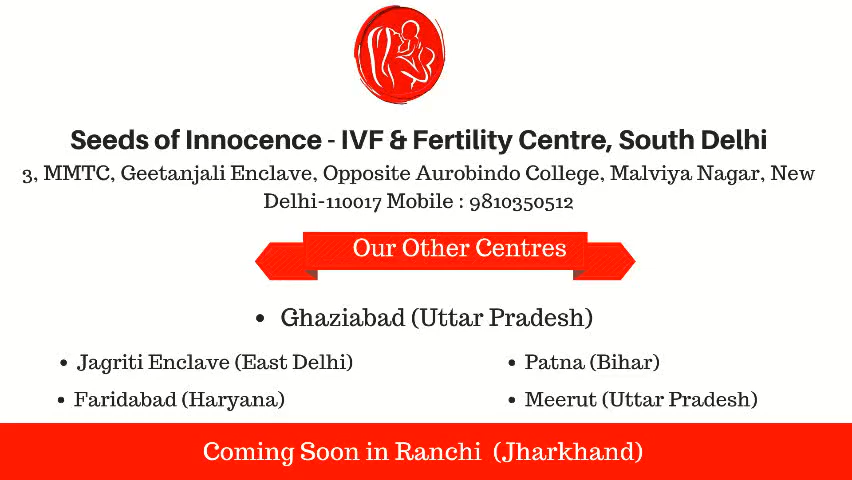 Seeds of Innocence - IVF & Fertility Centre, South Delhi
3, MMTC, Geetanjali Enclave, Opposite Aurobindo College, Malviya Nagar, New
Delhi-110017 Mobile : 9810350512
Our Other Centres
• Ghaziabad (Uttar Pradesh)
• Jagriti Enclave (East Delhi)
• Patna (Bihar)
• Faridabad (Haryana)
• Meerut (Uttar Pradesh)
Coming Soon in Ranchi (Jharkhand)